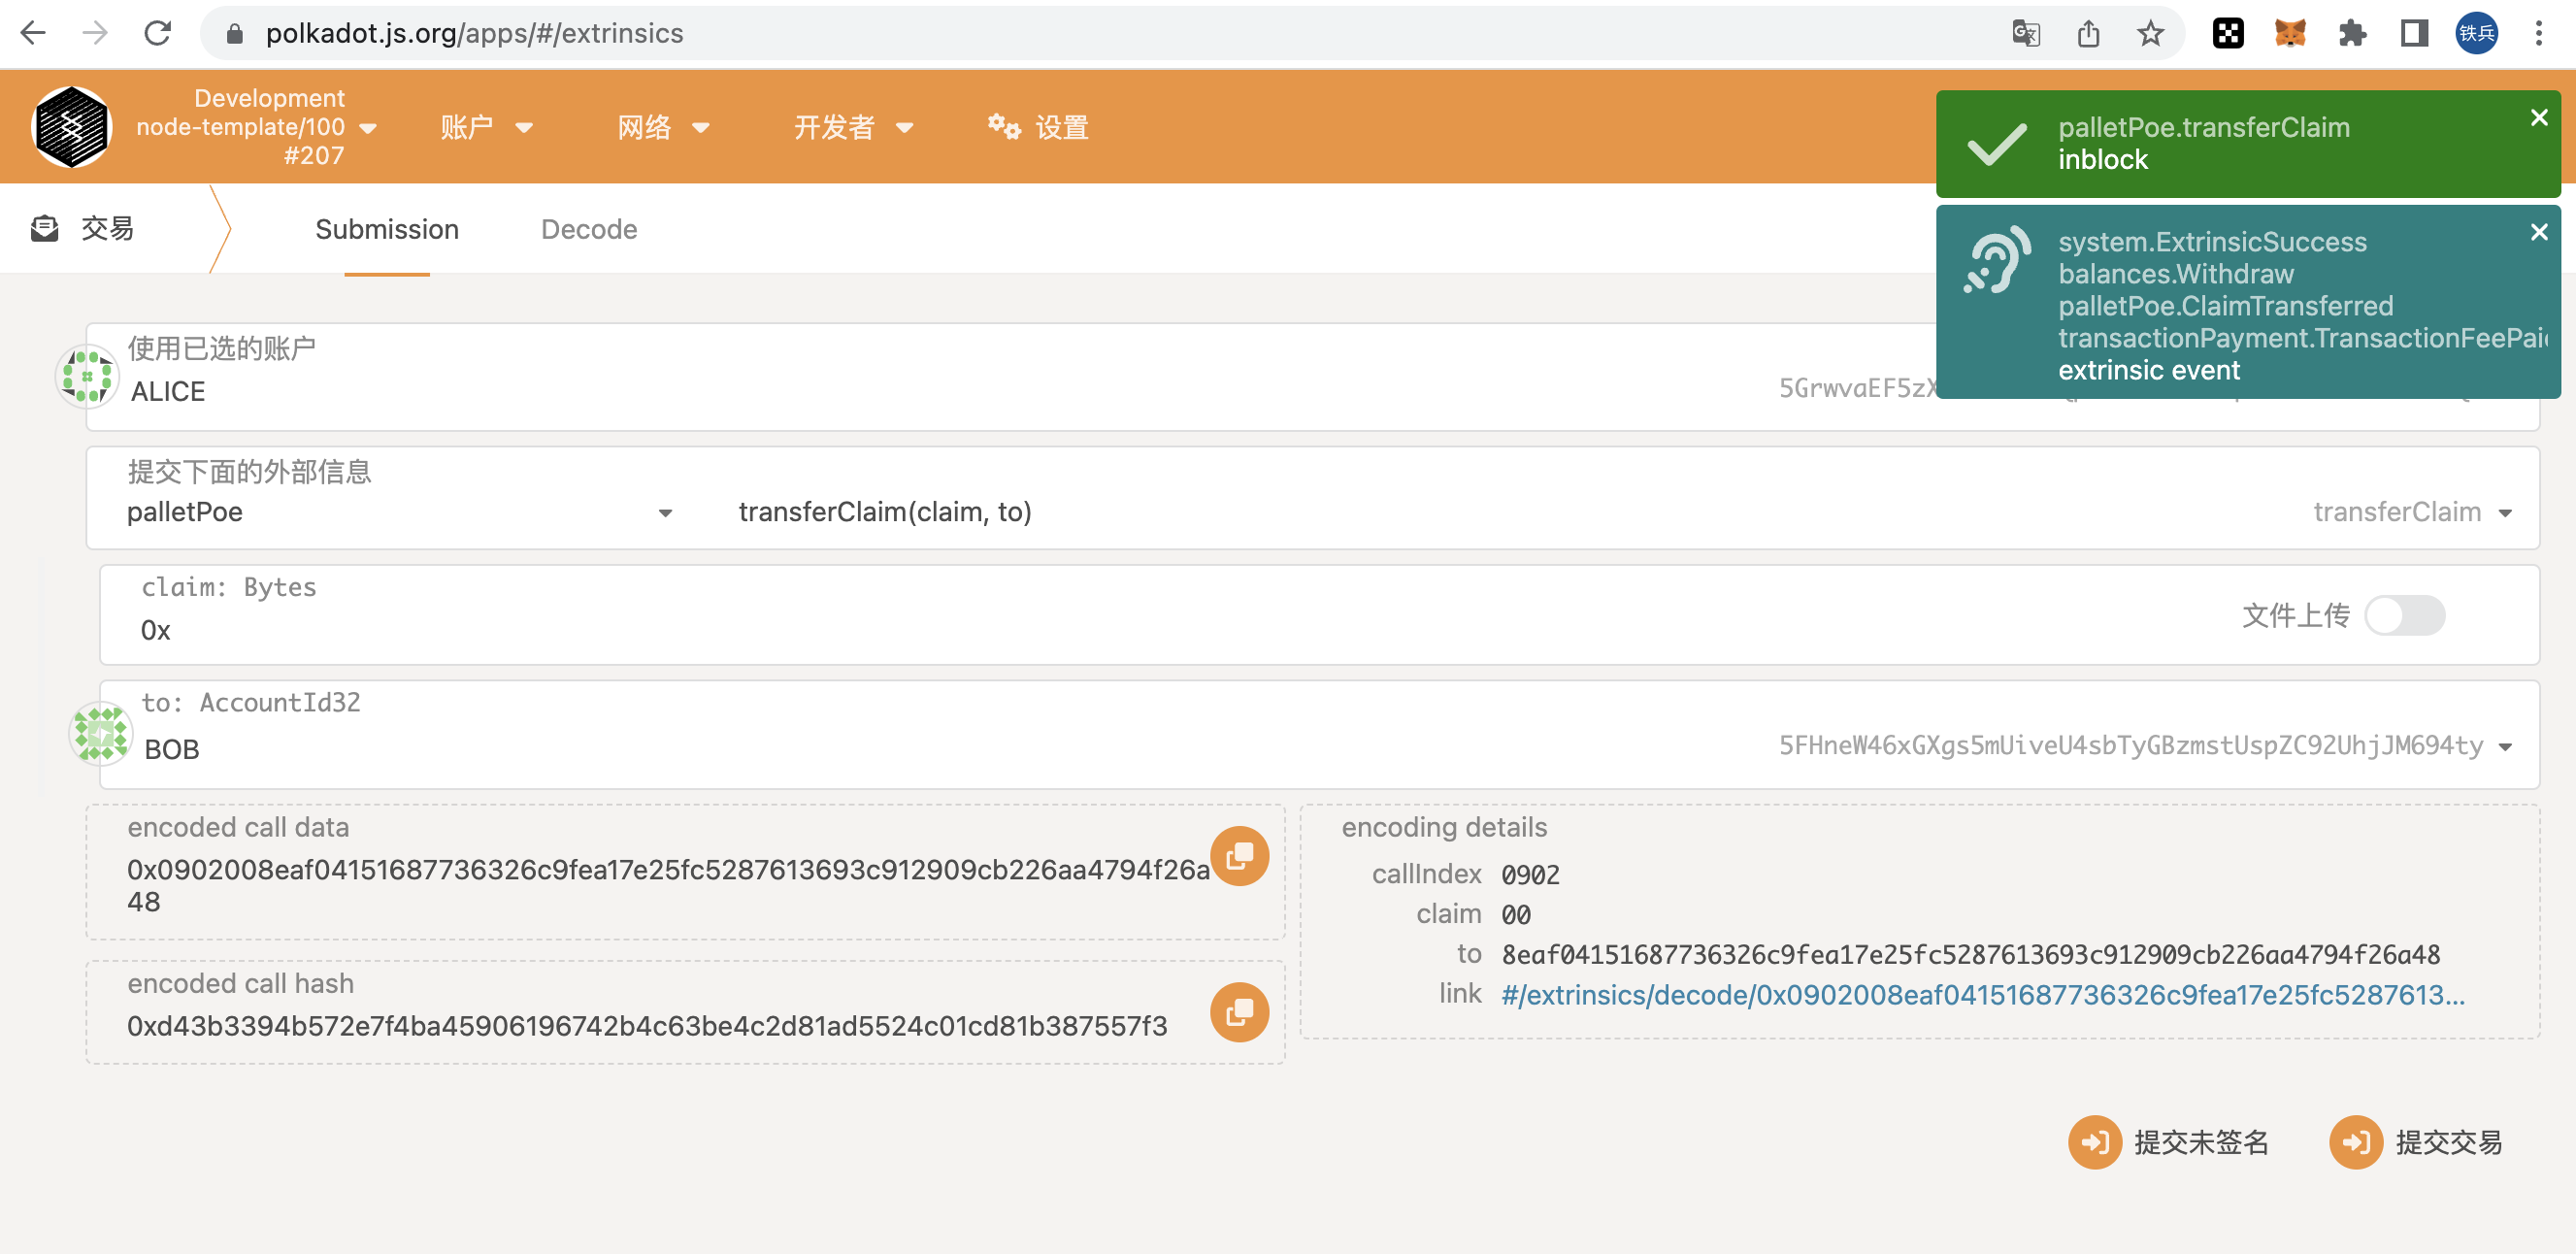 polkadot.js.org/apps/#/extrinsics
铁兵
Development
node-template/100
#207
账户
网络
开发者
设置
palletPoe.transferClaim
inblock
system.ExtrinsicSuccess
balances.Withdraw
palletPoe.ClaimTransferred
transactionPayment.TransactionFeePaid
extrinsic event
交易
Submission
Decode
使用已选的账户
ALICE
5GrwvaEF5zX
提交下面的外部信息
palletPoe
transferClaim(claim, to)
transferClaim
claim: Bytes
0x
文件上传
to: AccountId32
BOB
5FHneW46xGXgs5mUiveU4sbTyGBzmstUspZC92UhjJM694ty
encoded call data
0x0902008eaf04151687736326c9fea17e25fc5287613693c912909cb226aa4794f26a
48
encoding details
callIndex 0902
claim 00
to 8eaf04151687736326c9fea17e25fc5287613693c912909cb226aa4794f26a48
link #/extrinsics/decode/0x0902008eaf04151687736326c9fea17e25fc5287613...
encoded call hash
0xd43b3394b572e7f4ba45906196742b4c63be4c2d81ad5524c01cd81b387557f3
提交未签名
提交交易